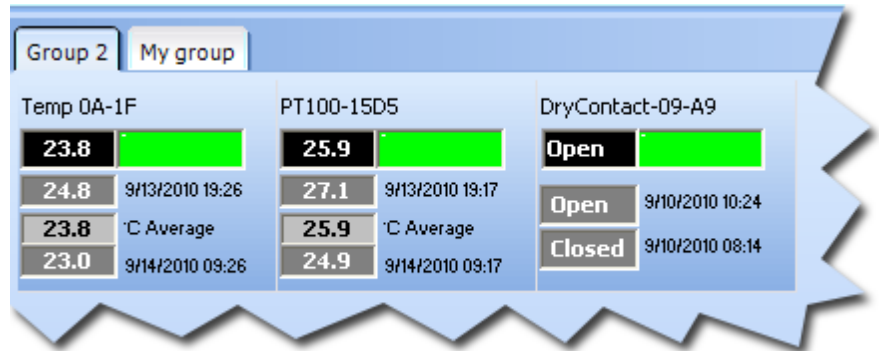 Group 2 My group
Temp 0A-1F
23.8
24.8 9/13/2010 19:26
23.8 °C Average
23.0 9/14/2010 09:26
PT100-15D5
25.9
27.1 9/13/2010 19:17
25.9 °C Average
24.9 9/14/2010 09:17
DryContact-09-A9
Open
Open 9/10/2010 10:24
Closed 9/10/2010 08:14